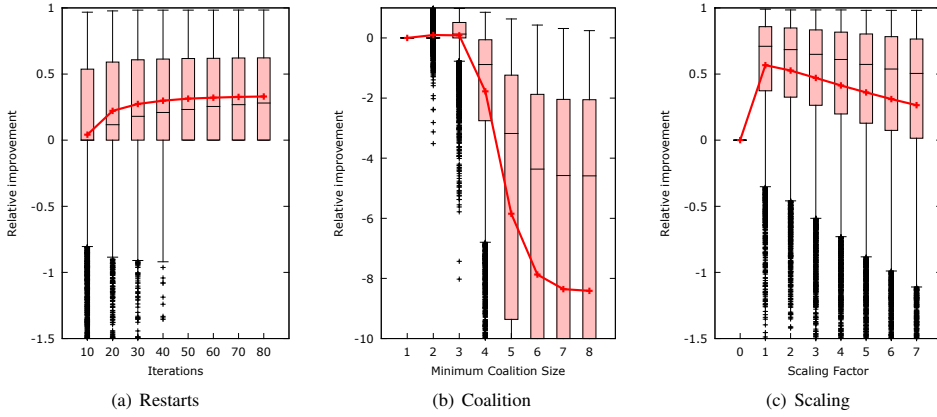 1
0.5
0
-0.5
-1
-1.5
Relative improvement
10 20 30 40 50 60 70 80
Iterations
(a) Restarts
0
-2
-4
-6
-8
-10
Relative improvement
1 2 3 4 5 6 7 8
Minimum Coalition Size
(b) Coalition
1
0.5
0
-0.5
-1
-1.5
Relative improvement
0 1 2 3 4 5 6 7
Scaling Factor
(c) Scaling